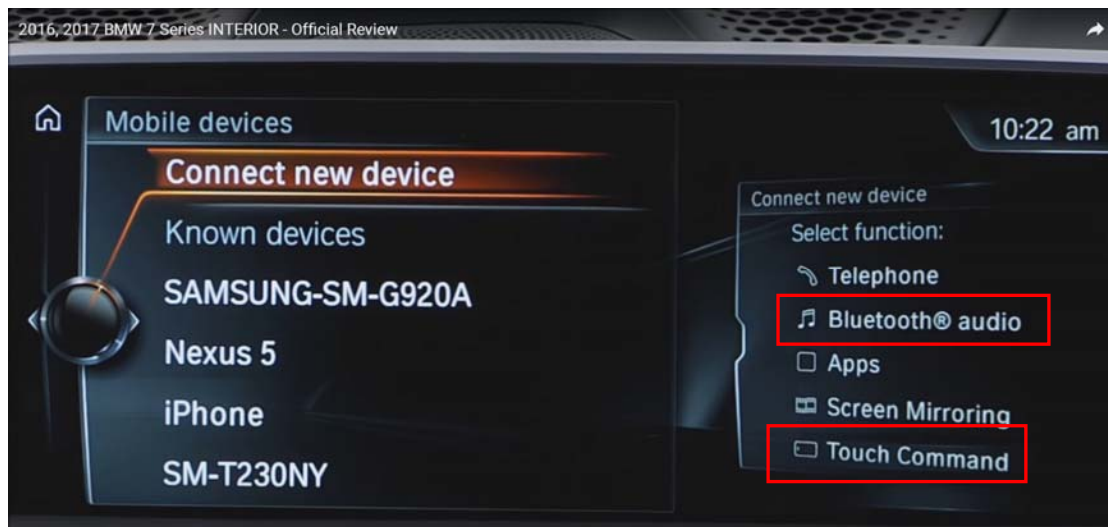 2016, 2017 BMW 7 Series INTERIOR - Official Review
Mobile devices
10:22 am
Connect new device
Known devices
SAMSUNG-SM-G920A
Nexus 5
iPhone
SM-T230NY
Connect new device
Select function:
Telephone
Bluetooth® audio
Apps
Screen Mirroring
Touch Command